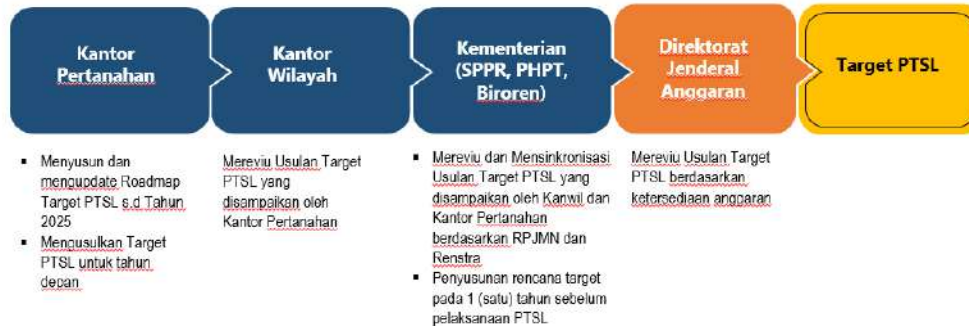 Kantor
Pertanahan
Kantor
Wilayah
Kementerian
(SPPR, PHPT,
Biroren)
Direktorat
Jenderal
Anggaran
Target PTSL
▪ Menyusun dan
mengupdate Roadmap
Target PTSL s.d Tahun
2025
▪ Mengusulkan Target
PTSL untuk tahun
depan
Mereviu Usulan Target
PTSL yang
disampaikan oleh
Kantor Pertanahan
▪ Mereviu dan Mensinkronisasi
Usulan Target PTSL yang
disampaikan oleh Kanwil dan
Kantor Pertanahan
berdasarkan RPJMN dan
Renstra
▪ Penyusunan rencana target
pada 1 (satu) tahun sebelum
pelaksanaan PTSL
Mereviu Usulan Target
PTSL berdasarkan
ketersediaan anggaran